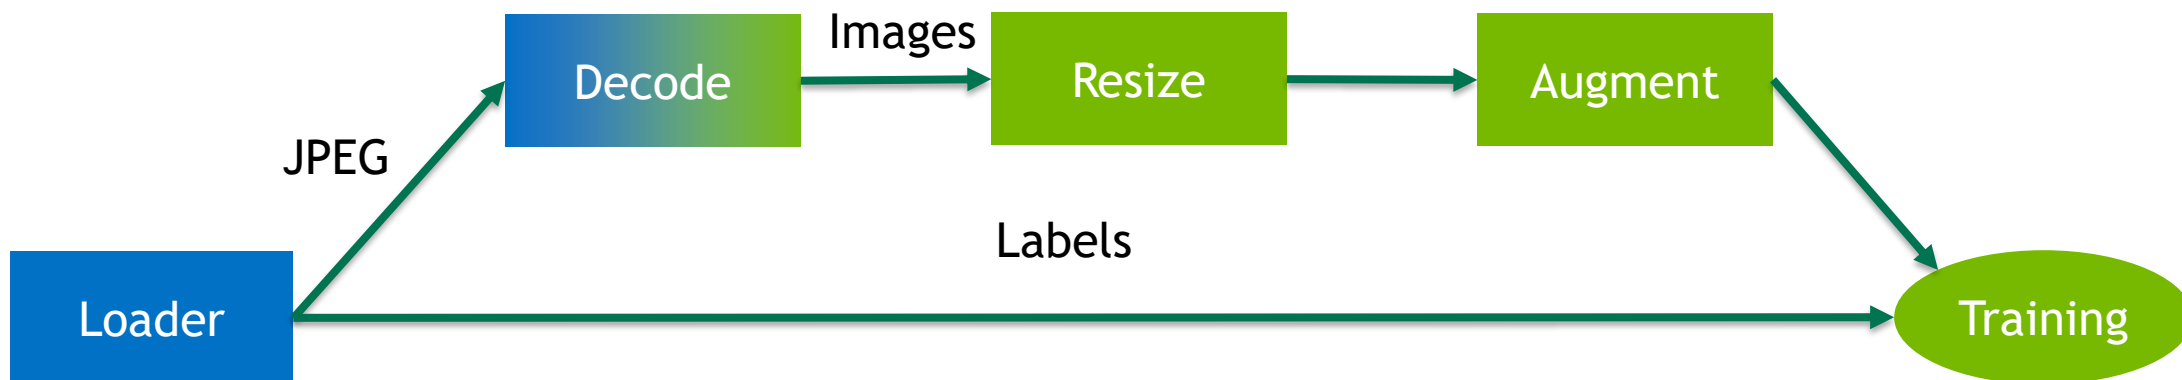 Images
Decode
Resize
Augment
JPEG
Labels
Loader
Training